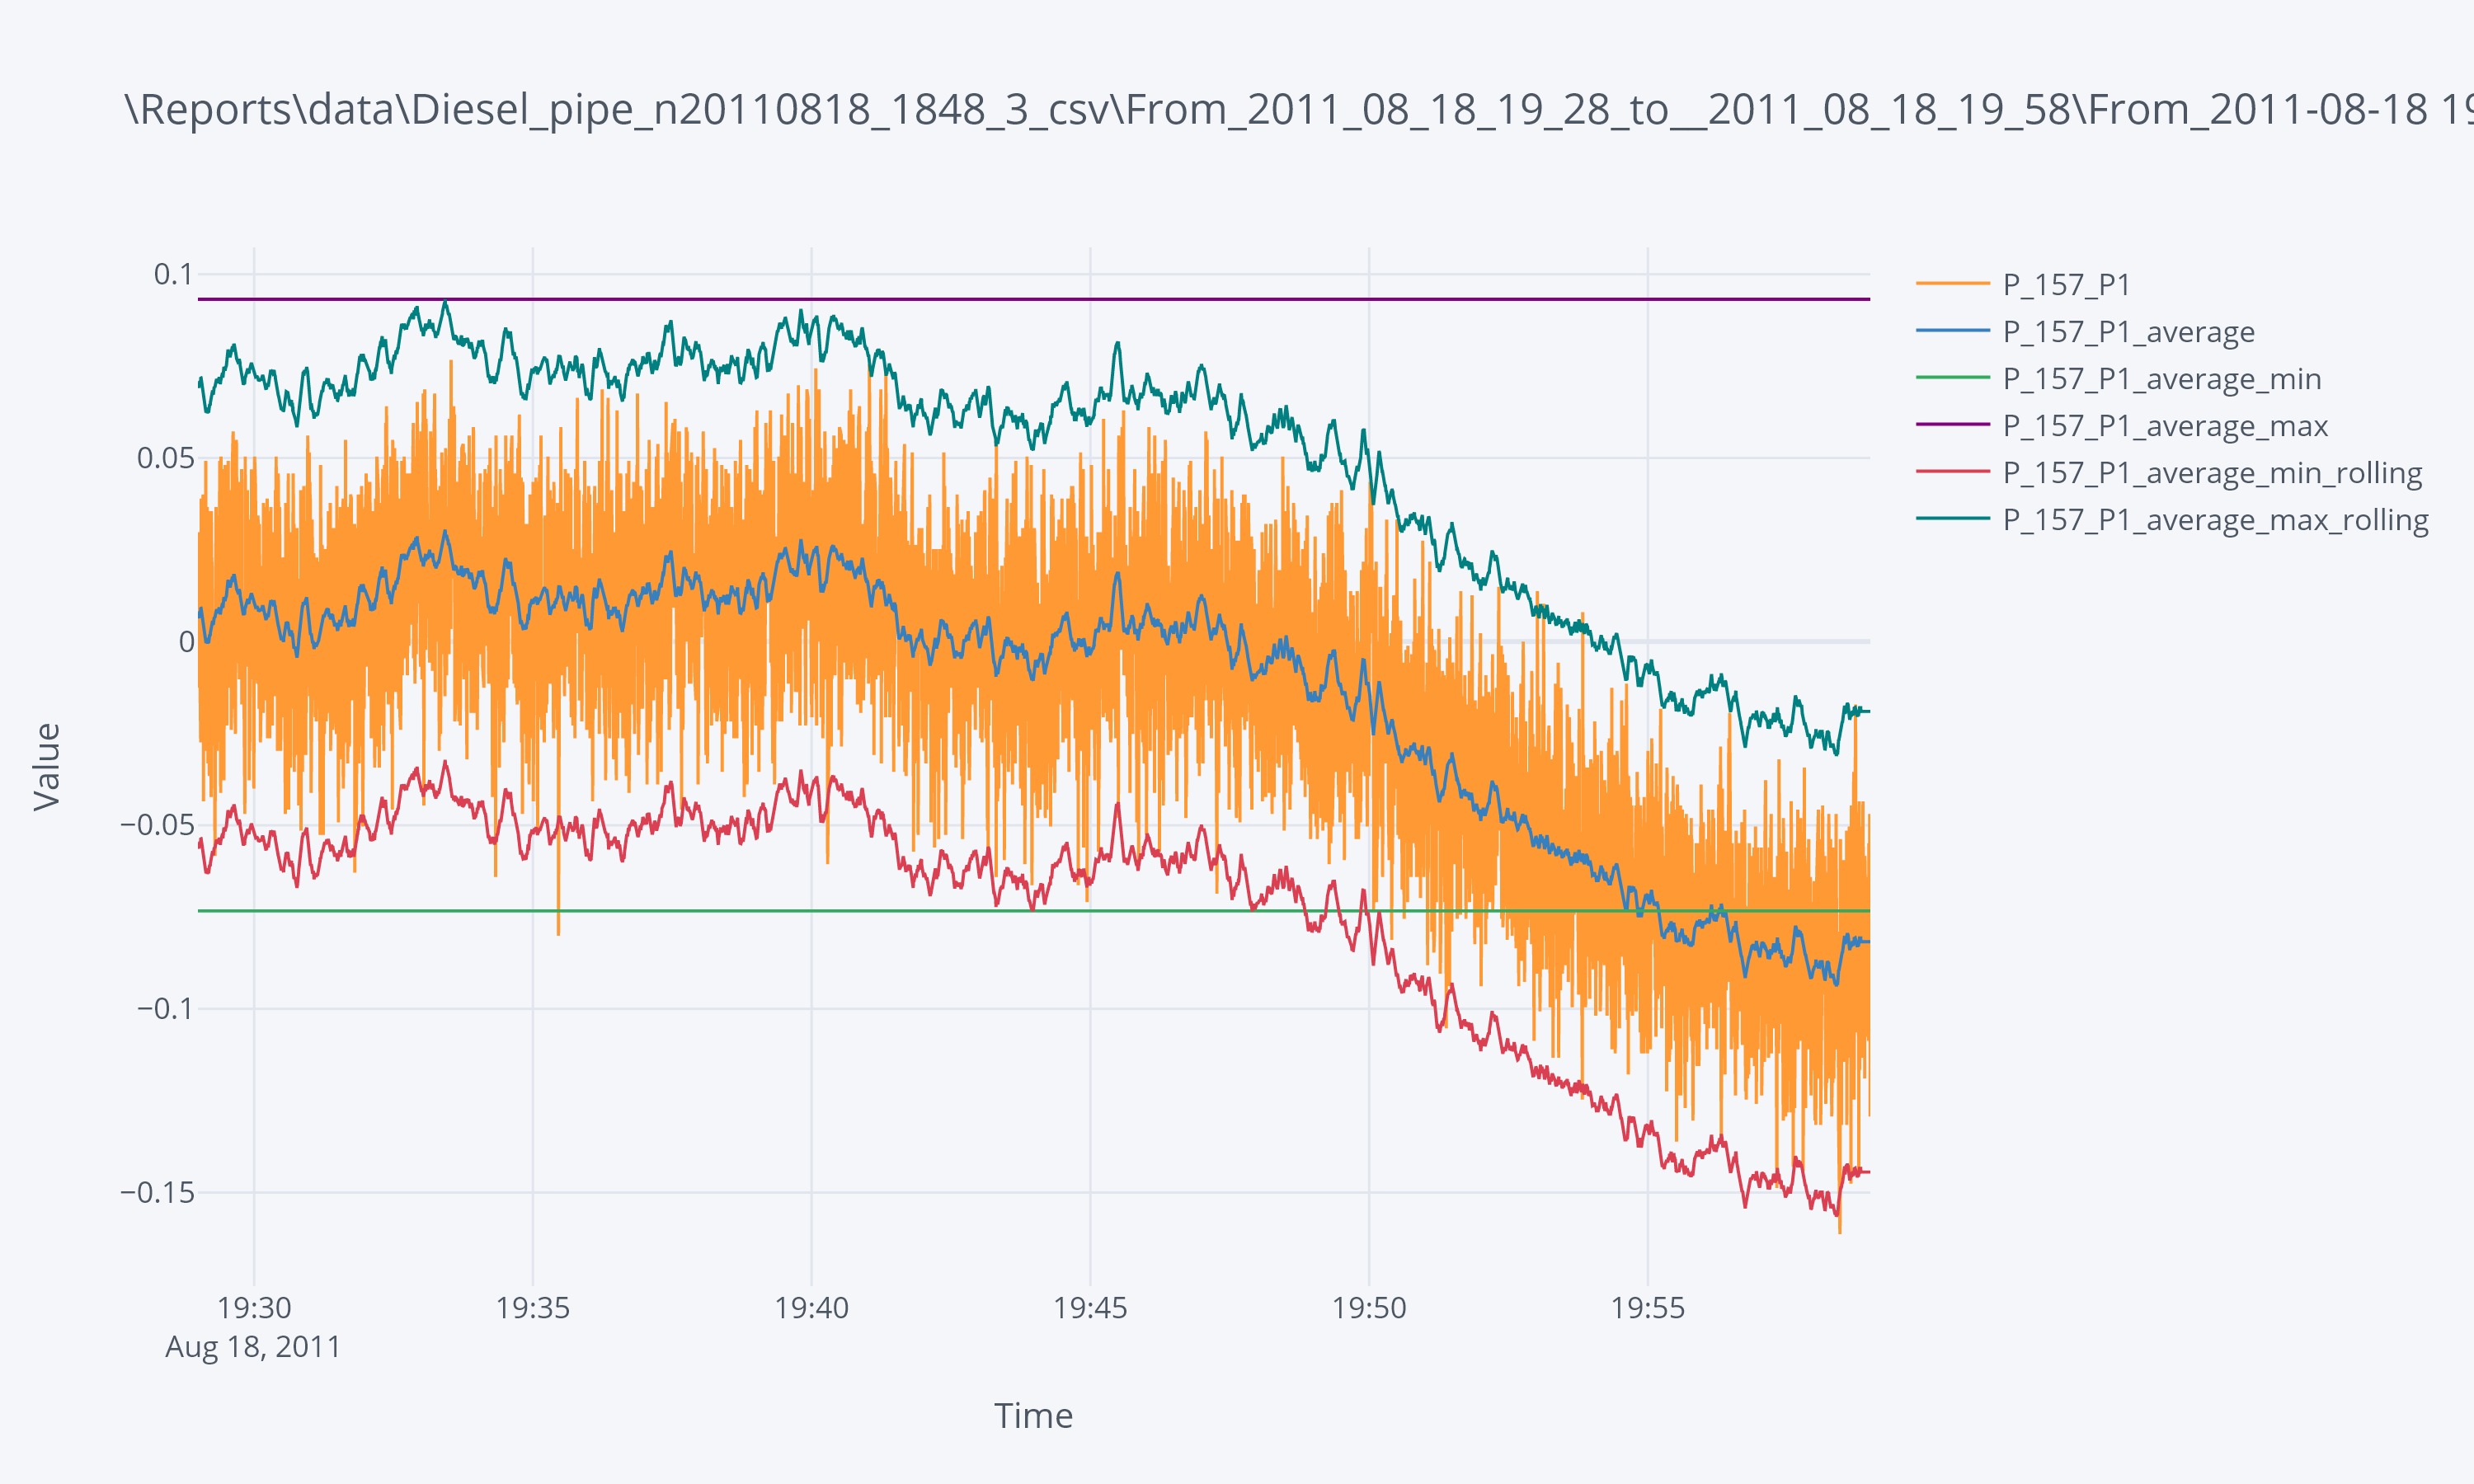 \Reports\data\Diesel_pipe_n20110818_1848_3_csv\From_2011_08_18_19_28_to__2011_08_18_19_58\From_2011-08-18 19
0.1
0.05
0
−0.05
−0.1
−0.15
Value
19:30
Aug 18, 2011
19:35
19:40
19:45
19:50
19:55
Time
P_157_P1
P_157_P1_average
P_157_P1_average_min
P_157_P1_average_max
P_157_P1_average_min_rolling
P_157_P1_average_max_rolling